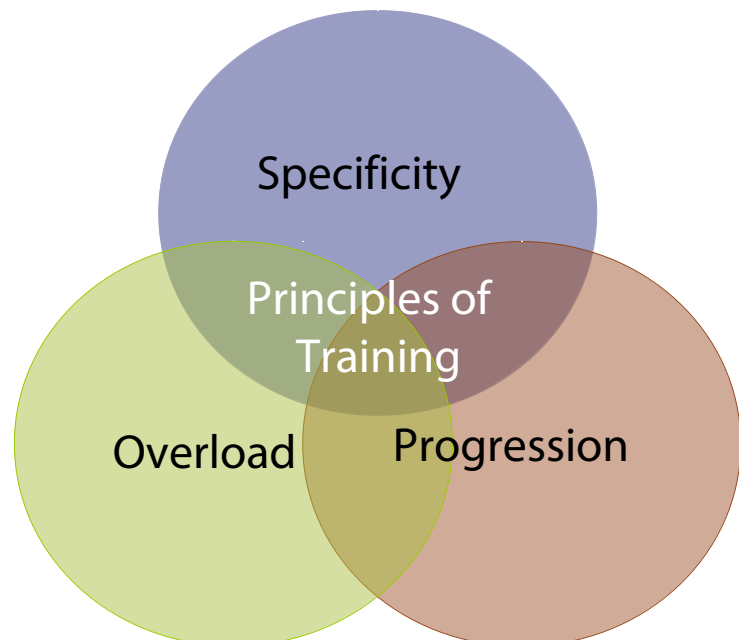 Specificity
Principles of
Training
Overload
Progression